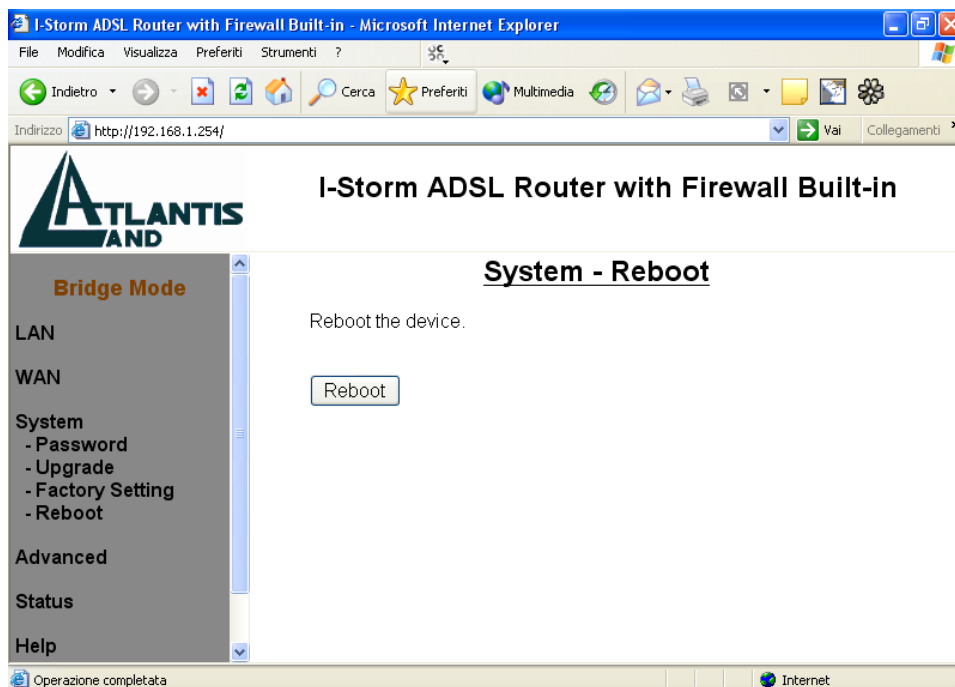 I-Storm ADSL Router with Firewall Built-in - Microsoft Internet Explorer
File Modifica Visualizza Preferiti Strumenti ?
Indietro Cerca Preferiti Multimedia
Indirizzo http://192.168.1.254/ Vai Collegamenti
ATLANTIS
LAND
I-Storm ADSL Router with Firewall Built-in
Bridge Mode
LAN
WAN
System
- Password
- Upgrade
- Factory Setting
- Reboot
Advanced
Status
Help
System - Reboot
Reboot the device.
Reboot
Operazione completata Internet